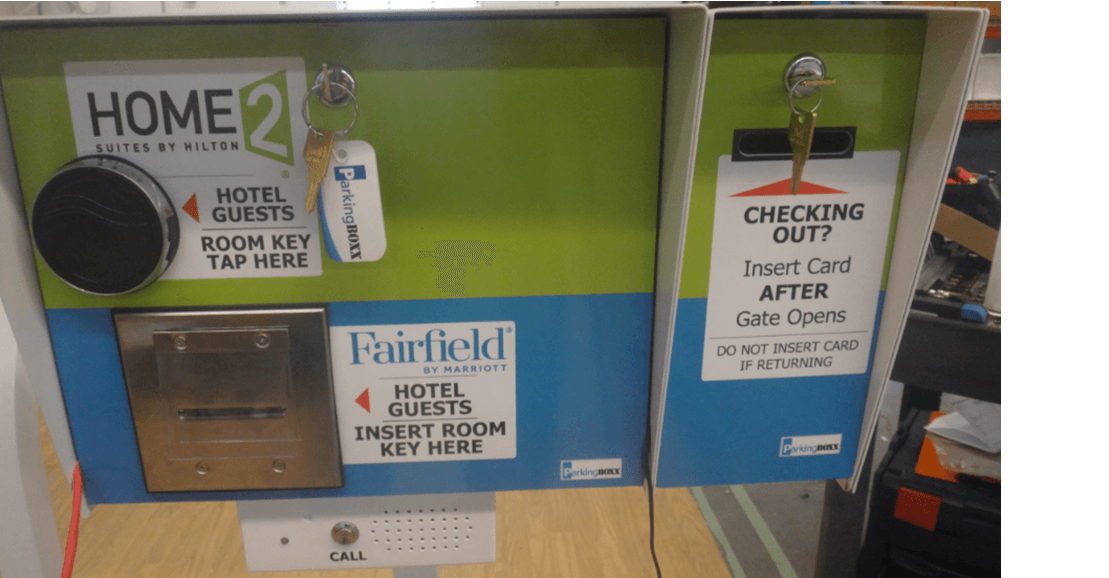 HOME2
SUITES BY HILTON
®
HOTEL
GUESTS
ROOM KEY
TAP HERE
ParkingBOXX
Fairfield®
BY MARRIOTT
HOTEL
GUESTS
INSERT ROOM
KEY HERE
ParkingBOXX
CALL
CHECKING
OUT?
Insert Card
AFTER
Gate Opens
DO NOT INSERT CARD
IF RETURNING
ParkingBOXX